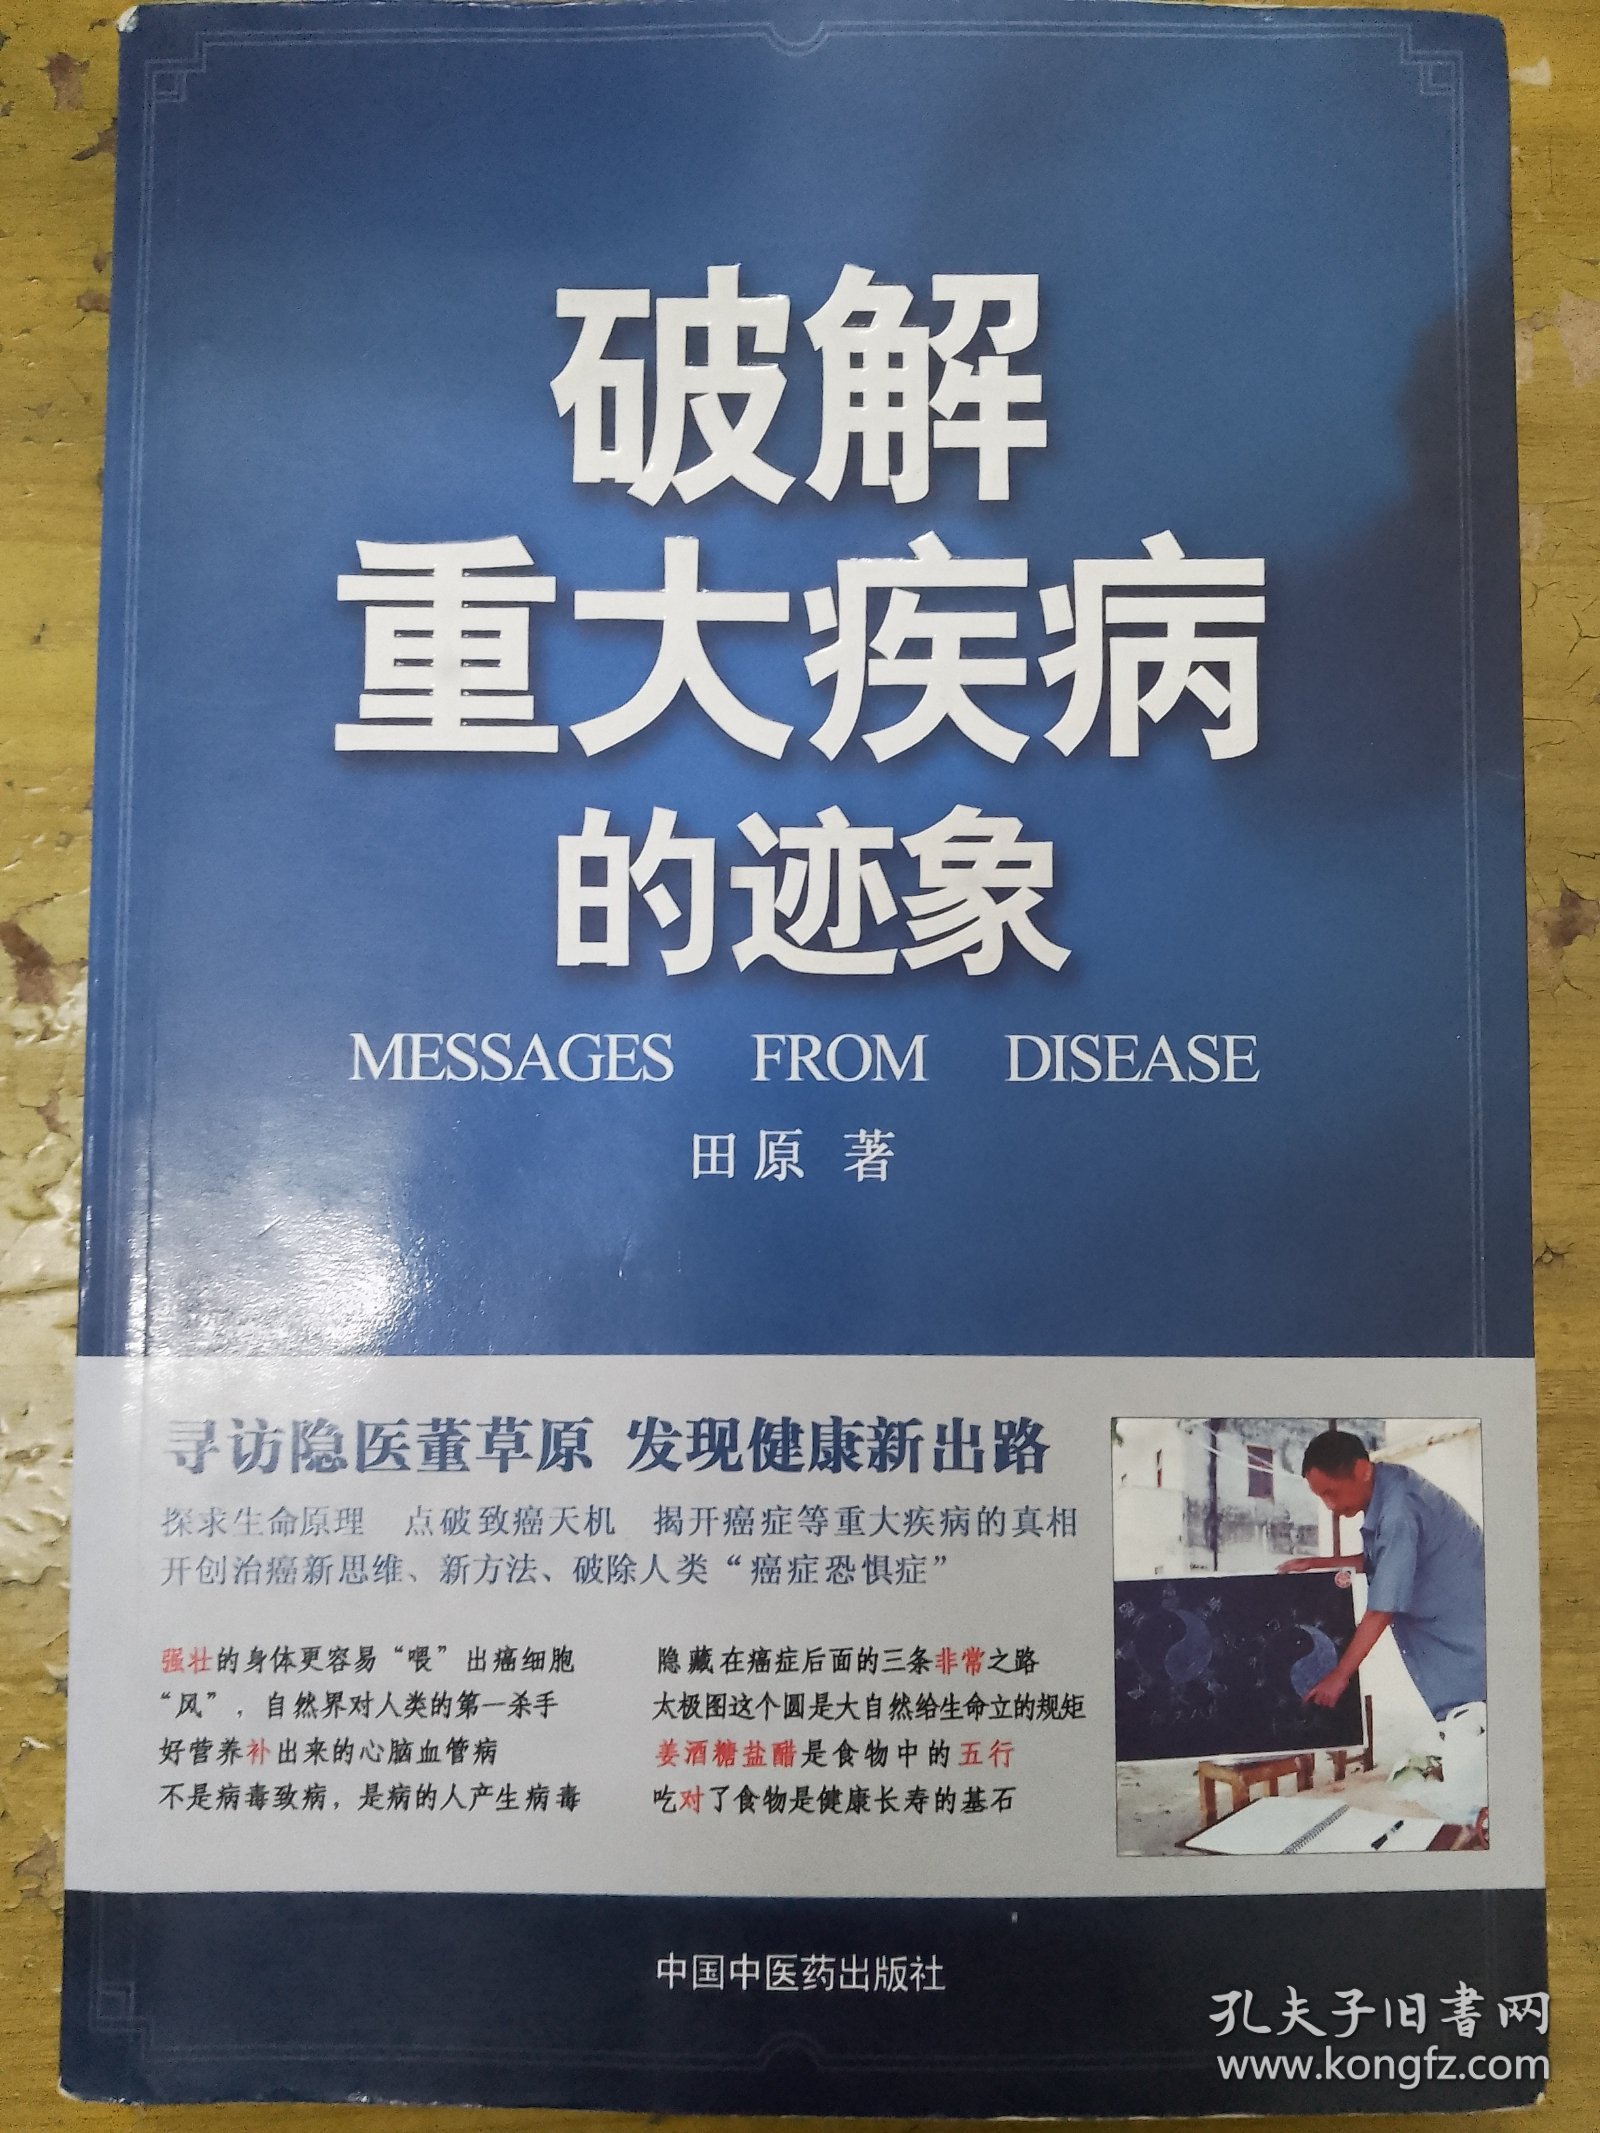 破解
重大疾病
的迹象
MESSAGES FROM DISEASE
田原 著
寻访隐医董草原 发现健康新出路
探求生命原理 点破致癌天机 揭开癌症等重大疾病的真相
开创治癌新思维、新方法、破除人类“癌症恐惧症”
强壮的身体更容易“喂”出癌细胞
“风”，自然界对人类的第一杀手
好营养补出来的心脑血管病
不是病毒致病，是病的人产生病毒
隐藏在癌症后面的三条非常之路
太极图这个圆是大自然给生命立的规矩
姜酒糖盐醋是食物中的五行
吃对了食物是健康长寿的基石
中国中医药出版社
孔夫子旧书网
www.kongfz.com